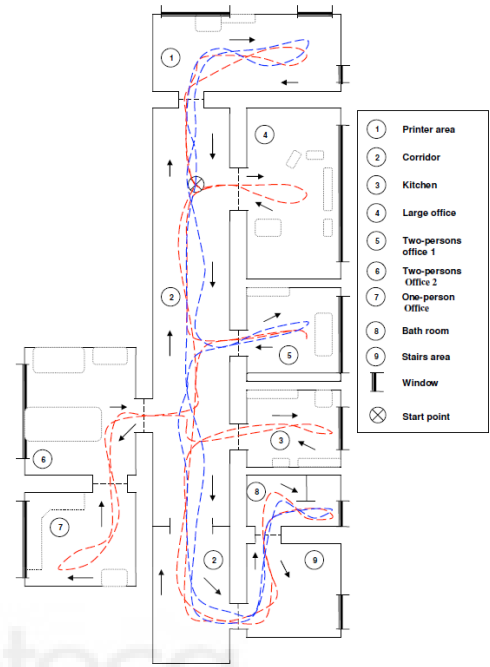 1
4
2
5
6
3
7
8
2
9
1 Printer area
2 Corridor
3 Kitchen
4 Large office
5 Two-persons
office 1
6 Two-persons
Office 2
7 One-person
Office
8 Bath room
9 Stairs area
Window
Start point